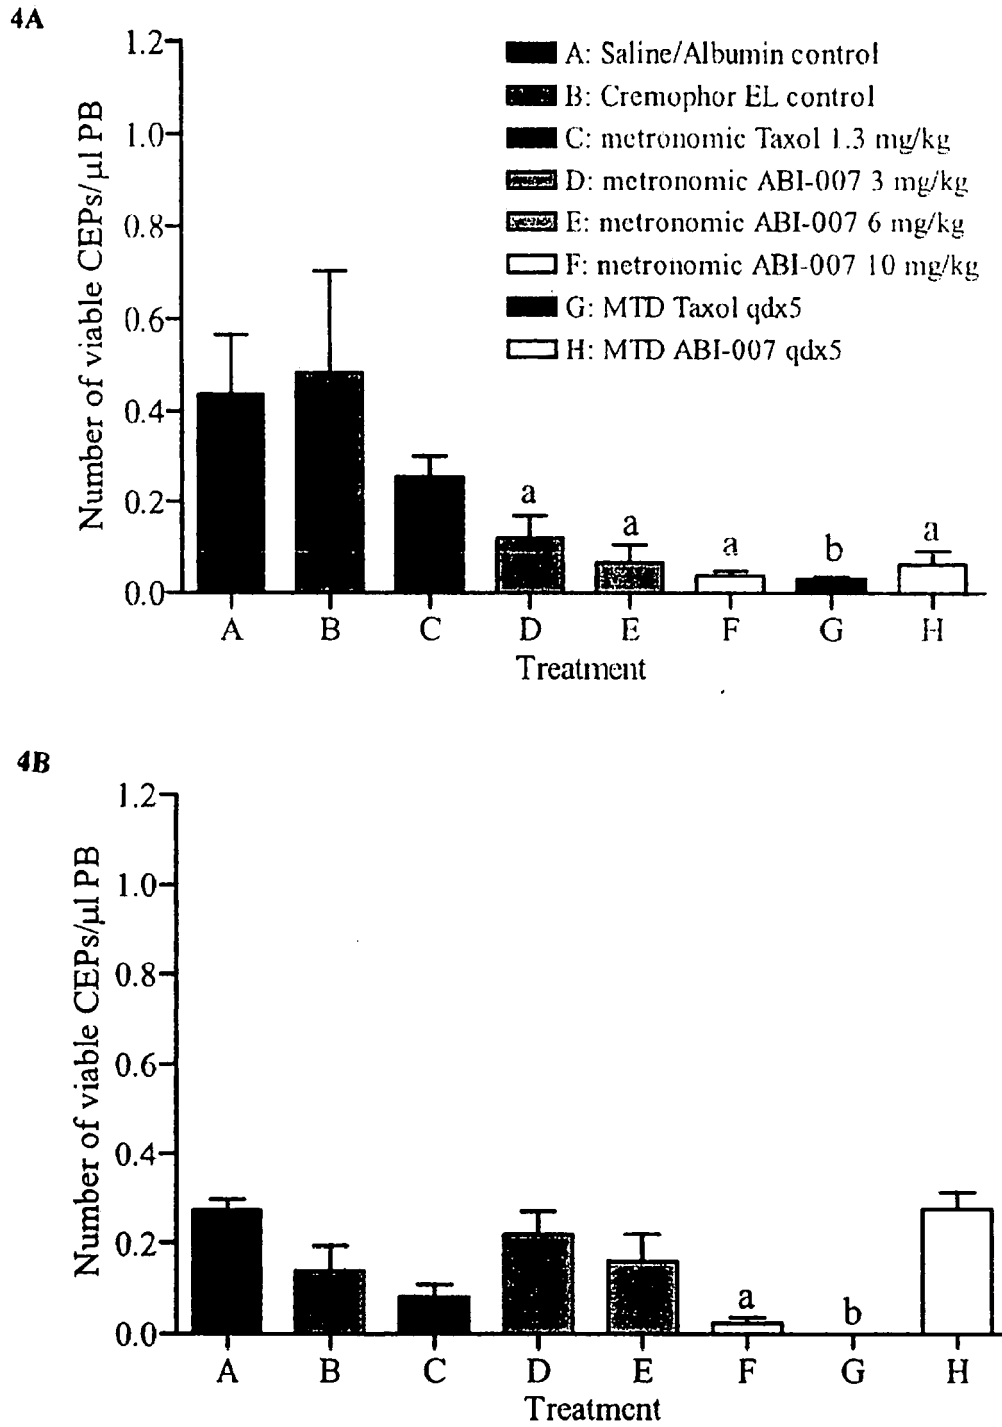 4A
Number of viable CEPs/µl PB
1.2
1.0
0.8
0.6
0.4
0.2
0.0
A: Saline/Albumin control
B: Cremophor EL control
C: metronomic Taxol 1.3 mg/kg
D: metronomic ABI-007 3 mg/kg
E: metronomic ABI-007 6 mg/kg
F: metronomic ABI-007 10 mg/kg
G: MTD Taxol qdx5
H: MTD ABI-007 qdx5
a a a b a
A B C D E F G H
Treatment
4B
Number of viable CEPs/µl PB
1.2
1.0
0.8
0.6
0.4
0.2
0.0
a b
A B C D E F G H
Treatment